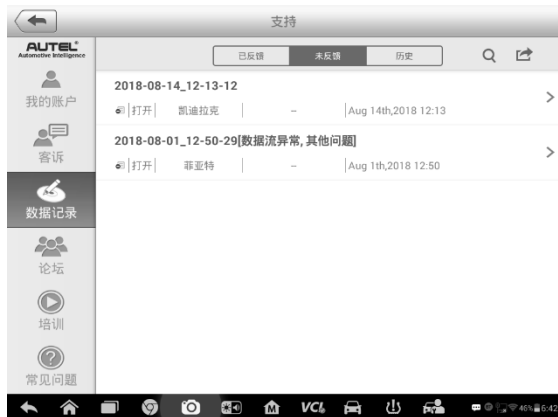 支持
AUTEL®
Automotive Intelligence
已反馈 未反馈 历史
我的账户
客诉
数据记录
论坛
培训
常见问题
2018-08-14_12-13-12
打开 凯迪拉克 – Aug 14th,2018 12:13
2018-08-01_12-50-29[数据流异常, 其他问题]
打开 菲亚特 – Aug 1th,2018 12:50
VCI
46% 5:42